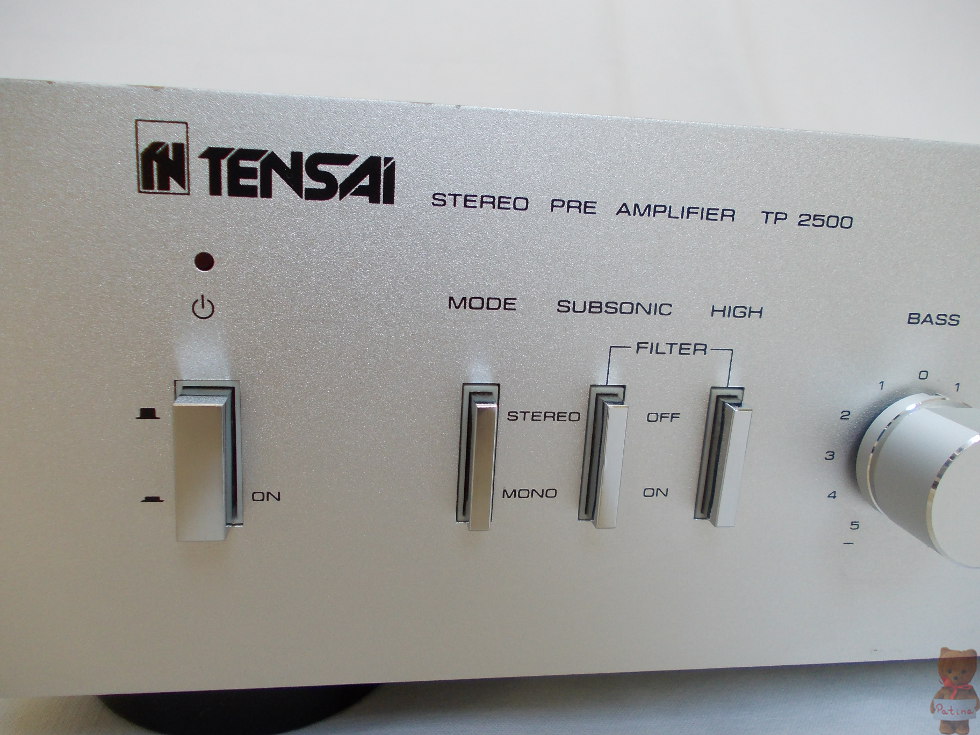 TENSAI
STEREO PRE AMPLIFIER TP 2500
MODE SUBSONIC HIGH BASS
FILTER
1 0 1
STEREO OFF 2
3
ON MONO ON 4
5
–
Patina